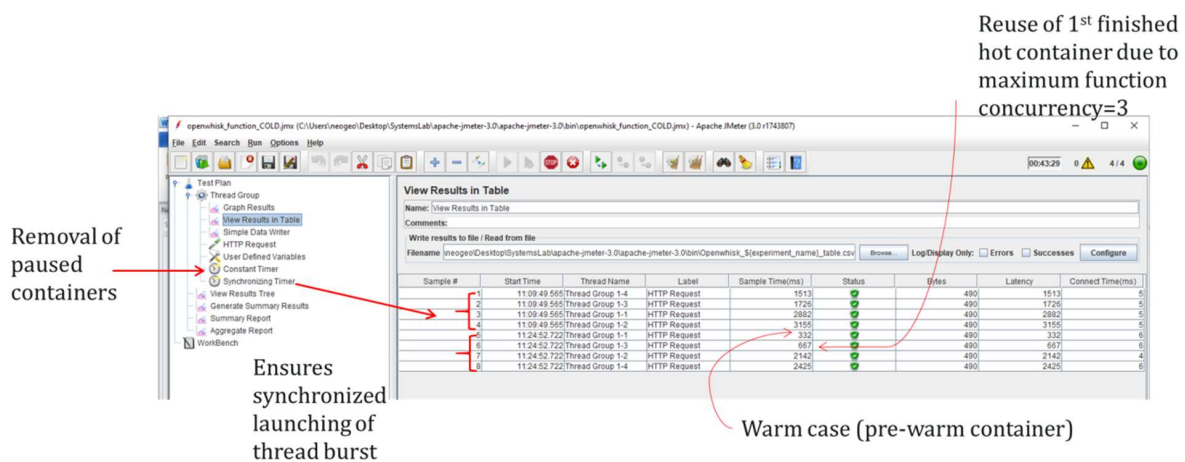 Reuse of 1st finished
hot container due to
maximum function
concurrency=3
openwhisk_function_COLD.jmx (C:\Users\neogeo\Desktop\SystemsLab\apache-jmeter-3.0\apache-jmeter-3.0\bin\openwhisk_function_COLD.jmx) - Apache JMeter (3.0 r1743807)
File Edit Search Run Options Help
STOP
00:43:29 0 4 / 4
Test Plan
Thread Group
Graph Results
View Results in Table
Simple Data Writer
HTTP Request
User Defined Variables
Constant Timer
Synchronizing Timer
View Results Tree
Generate Summary Results
Summary Report
Aggregate Report
WorkBench
View Results in Table
Name: View Results in Table
Comments:
Write results to file / Read from file
Filename \neogeo\Desktop\SystemsLab\apache-jmeter-3.0\apache-jmeter-3.0\bin\Openwhisk_${experiment_name}_table.csv Browse... Log/Display Only: Errors Successes Configure
Sample # Start Time Thread Name Label Sample Time(ms) Status Bytes Latency Connect Time(ms)
1 11:09:49.565 Thread Group 1-4 HTTP Request 1513 490 1513 5
2 11:09:49.565 Thread Group 1-3 HTTP Request 1726 490 1726 5
3 11:09:49.565 Thread Group 1-1 HTTP Request 2882 490 2882 5
4 11:09:49.565 Thread Group 1-2 HTTP Request 3155 490 3155 5
5 11:24:52.722 Thread Group 1-1 HTTP Request 332 490 332 6
6 11:24:52.722 Thread Group 1-3 HTTP Request 667 490 667 6
7 11:24:52.722 Thread Group 1-2 HTTP Request 2142 490 2142 4
8 11:24:52.722 Thread Group 1-4 HTTP Request 2425 490 2425 6
Removal of
paused
containers
Ensures
synchronized
launching of
thread burst
Warm case (pre-warm container)